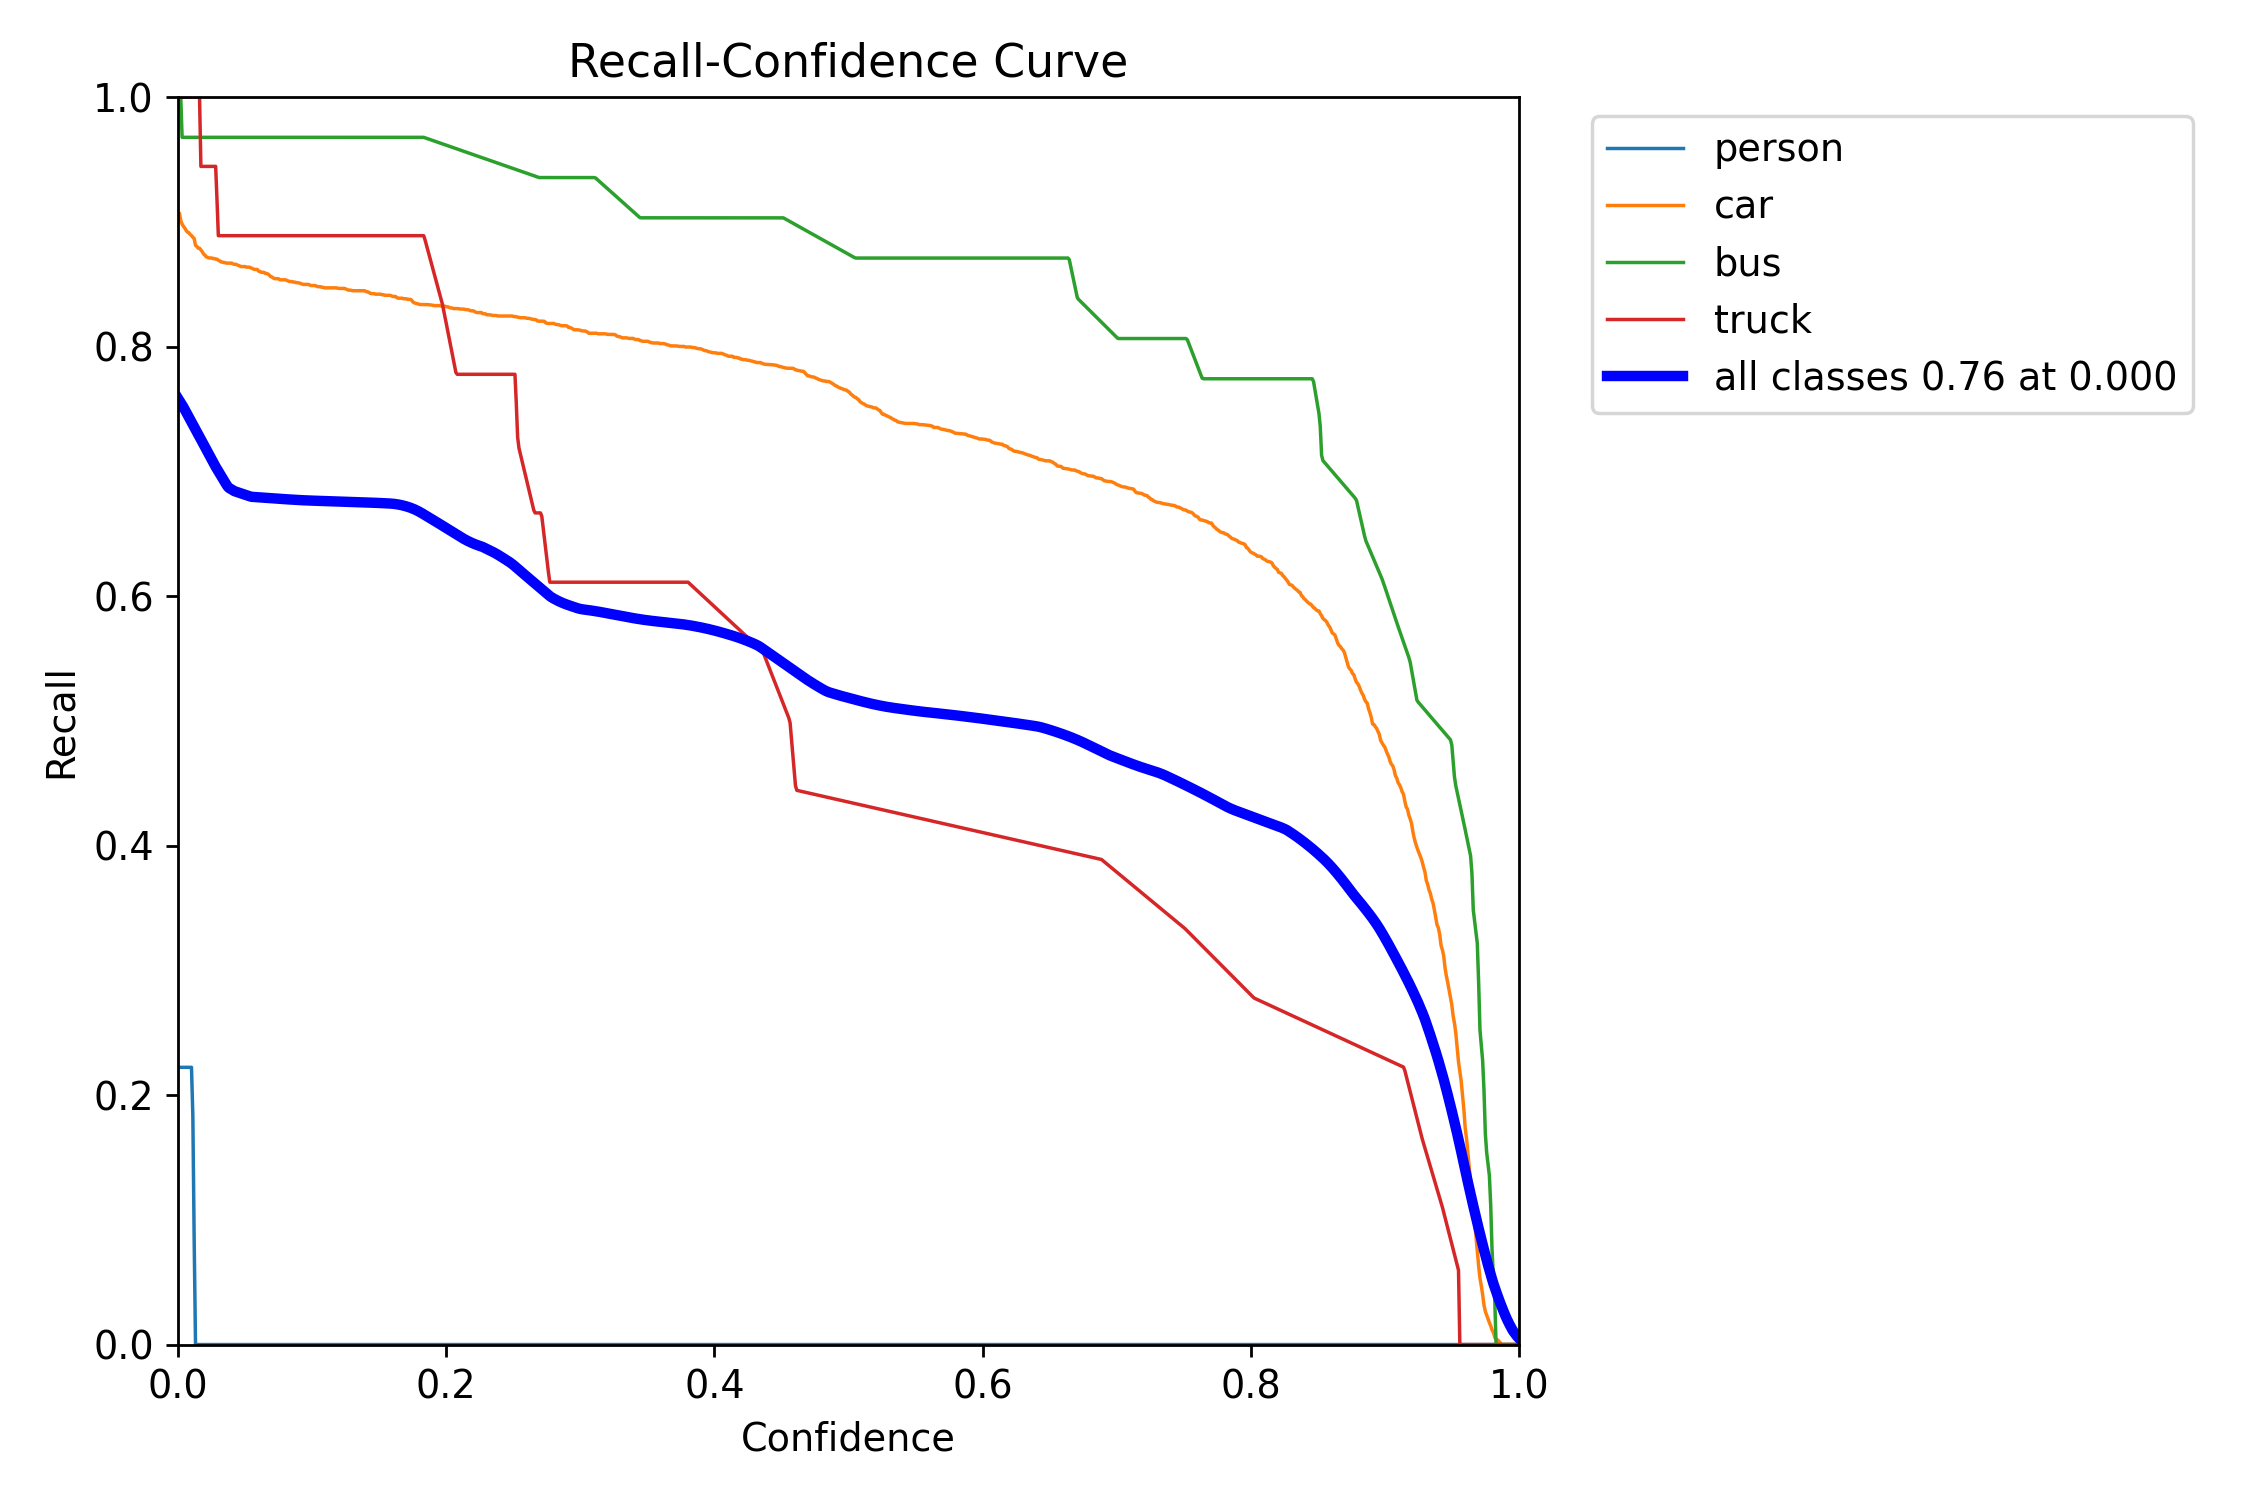 Recall-Confidence Curve
1.0
0.8
0.6
0.4
0.2
0.0
Recall
0.0 0.2 0.4 0.6 0.8 1.0
Confidence
person
car
bus
truck
all classes 0.76 at 0.000